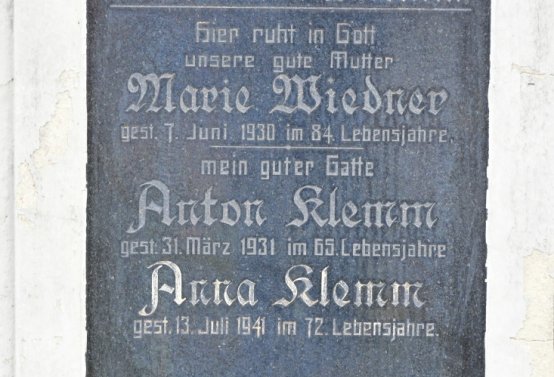 Hier ruht in Gott
unsere gute Mutter
Marie Wiedner
gest. 7. Juni 1930 im 84. Lebensjahre,
mein guter Gatte
Anton Klemm
gest. 31. März 1931 im 65. Lebensjahre
Anna Klemm
gest. 13. Juli 1941 im 72. Lebensjahre.